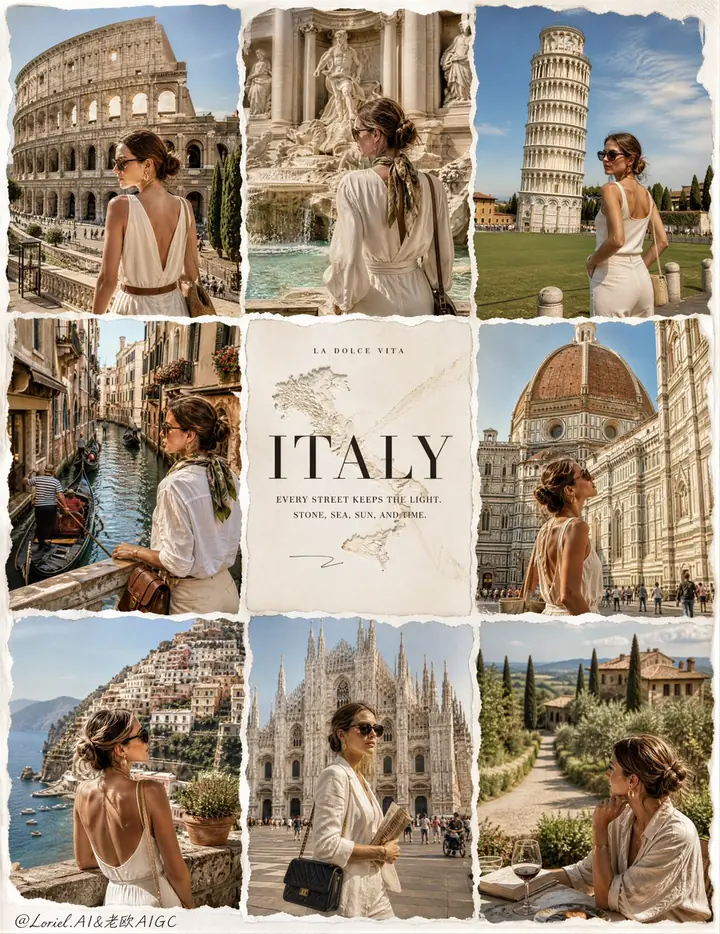 LA DOLCE VITA
ITALY
EVERY STREET KEEPS THE LIGHT.
STONE, SEA, SUN, AND TIME.
@Loriel.AI&老欧AIGC